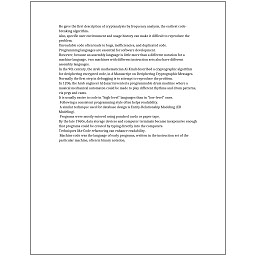 He gave the first description of cryptanalysis by frequency analysis, the earliest code-
breaking algorithm.
Also, specific user environment and usage history can make it difficult to reproduce the
problem.
Unreadable code often leads to bugs, inefficiencies, and duplicated code.
Programming languages are essential for software development.
However, because an assembly language is little more than a different notation for a
machine language, two machines with different instruction sets also have different
assembly languages.
In the 9th century, the Arab mathematician Al-Kindi described a cryptographic algorithm
for deciphering encrypted code, in A Manuscript on Deciphering Cryptographic Messages.
Normally the first step in debugging is to attempt to reproduce the problem.
In 1206, the Arab engineer Al-Jazari invented a programmable drum machine where a
musical mechanical automaton could be made to play different rhythms and drum patterns,
via pegs and cams.
It is usually easier to code in "high-level" languages than in "low-level" ones.
Following a consistent programming style often helps readability.
A similar technique used for database design is Entity-Relationship Modeling (ER
Modeling).
Programs were mostly entered using punched cards or paper tape.
By the late 1960s, data storage devices and computer terminals became inexpensive enough
that programs could be created by typing directly into the computers.
Techniques like Code refactoring can enhance readability.
Machine code was the language of early programs, written in the instruction set of the
particular machine, often in binary notation.